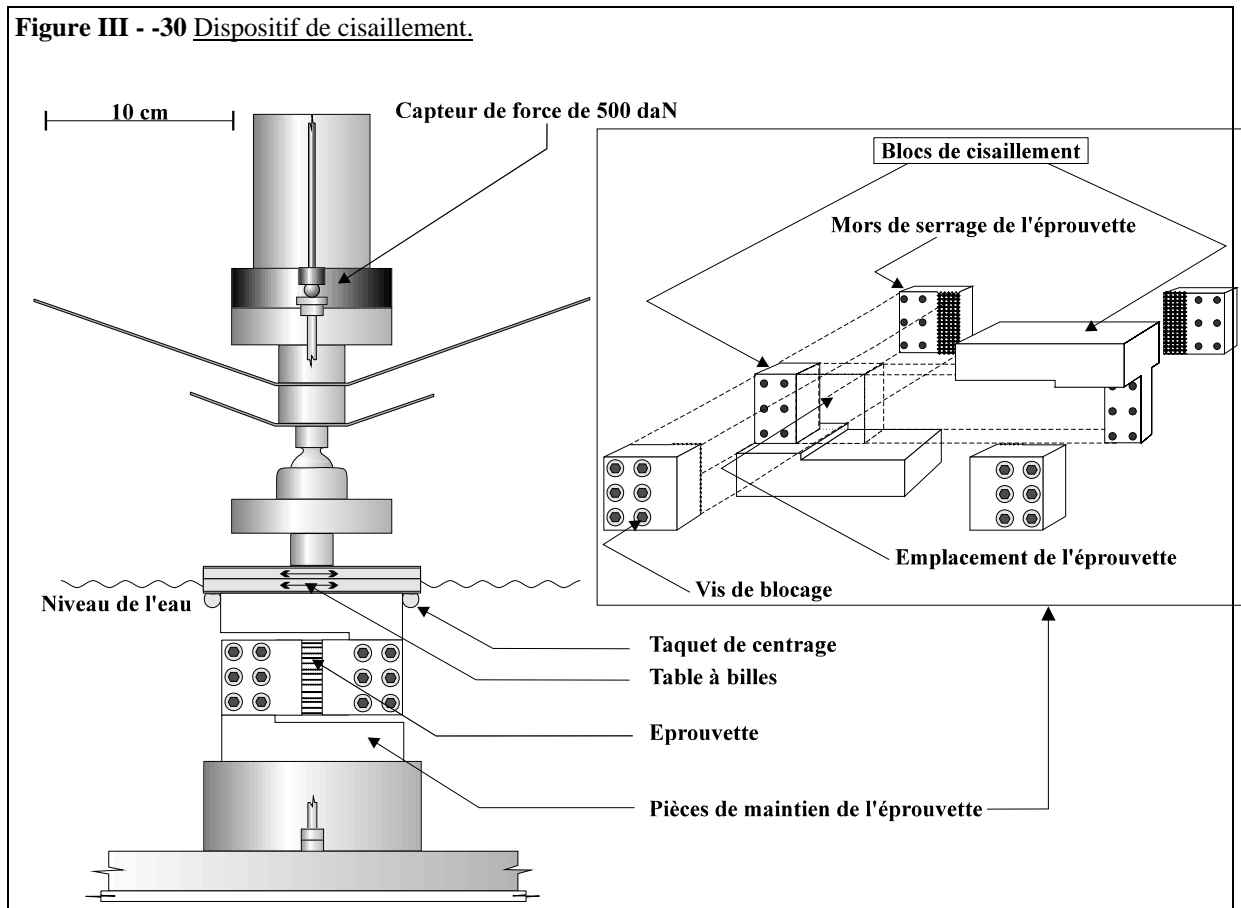 Figure III - -30 Dispositif de cisaillement.
10 cm
Capteur de force de 500 daN
Blocs de cisaillement
Mors de serrage de l'éprouvette
Emplacement de l'éprouvette
Vis de blocage
Niveau de l'eau
Taquet de centrage
Table à billes
Eprouvette
Pièces de maintien de l'éprouvette